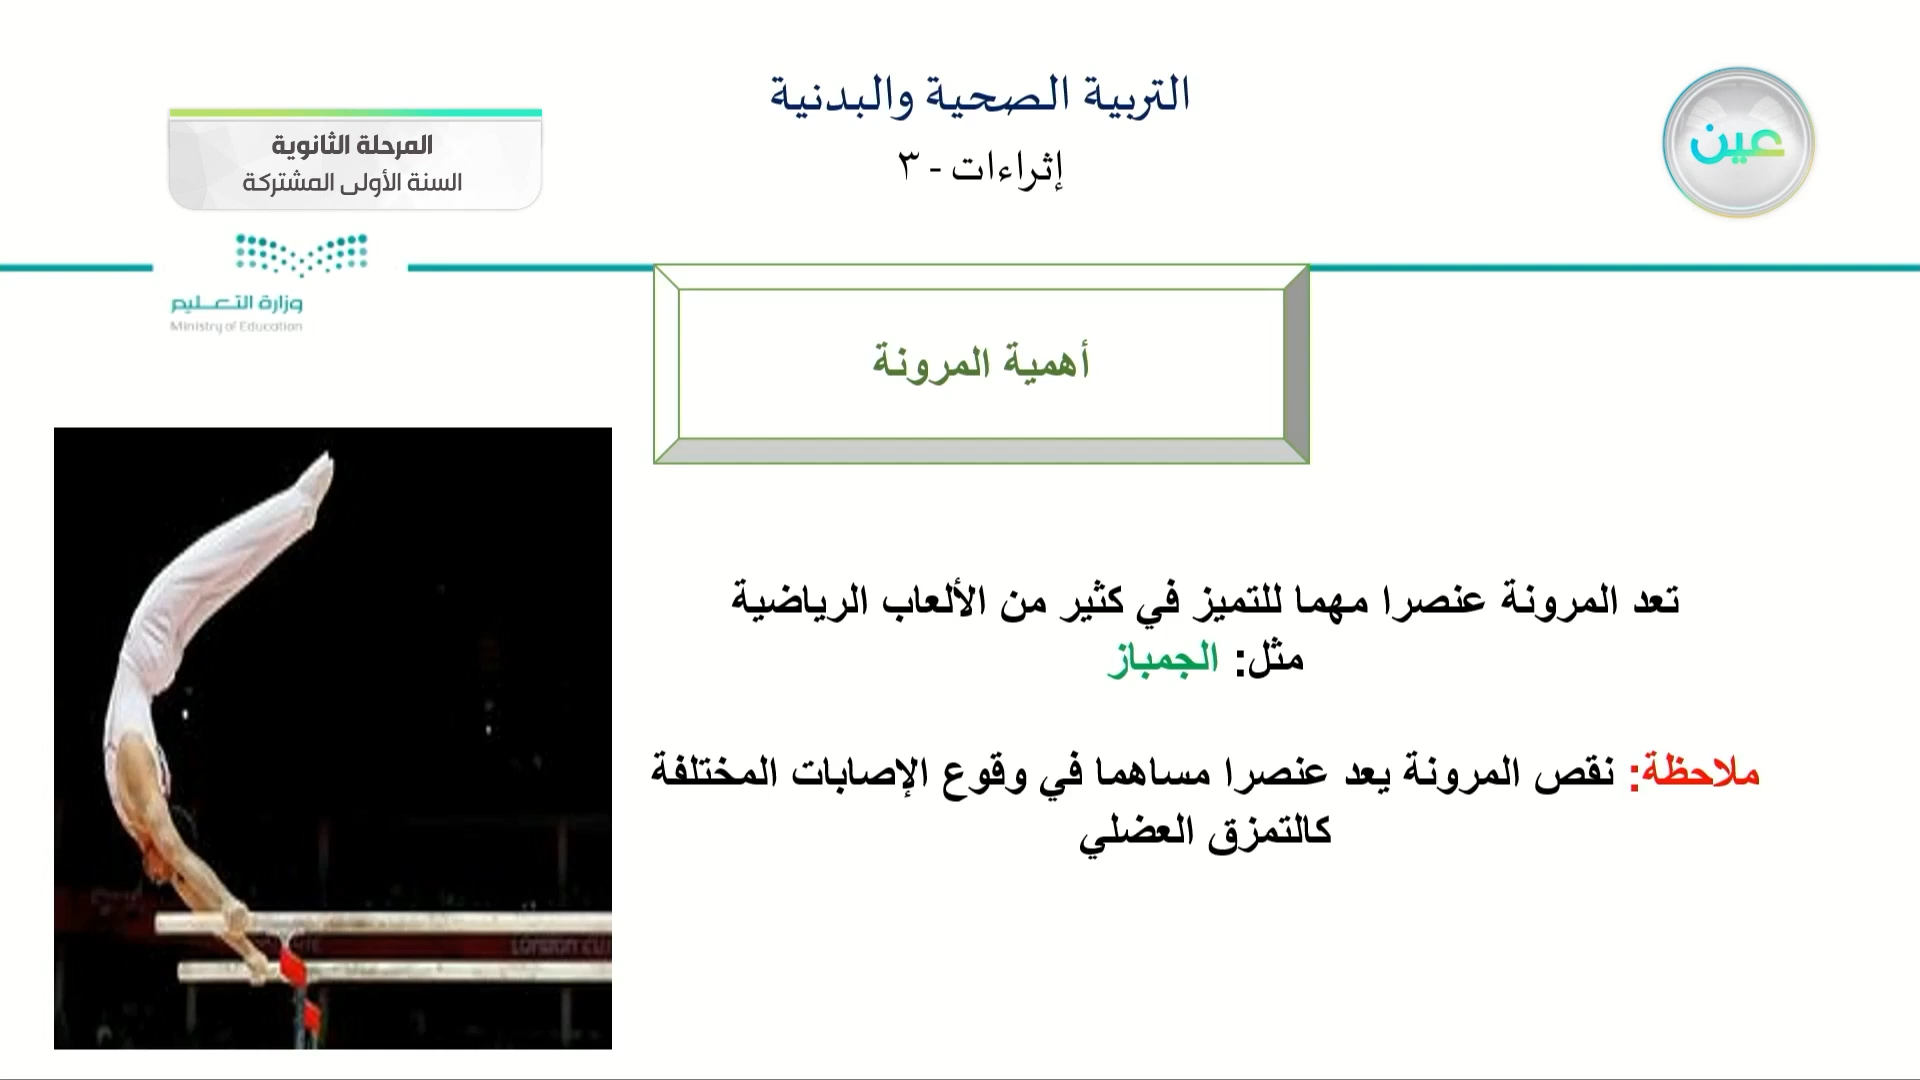 التربية الصحية والبدنية
إثراءات - ٣
عين
المرحلة الثانوية
السنة الأولى المشتركة
وزارة التعليم
Ministry of Education
أهمية المرونة
تعد المرونة عنصرا مهما للتميز في كثير من الألعاب الرياضية
مثل: الجمباز
ملاحظة: نقص المرونة يعد عنصرا مساهما في وقوع الإصابات المختلفة
كالتمزق العضلي